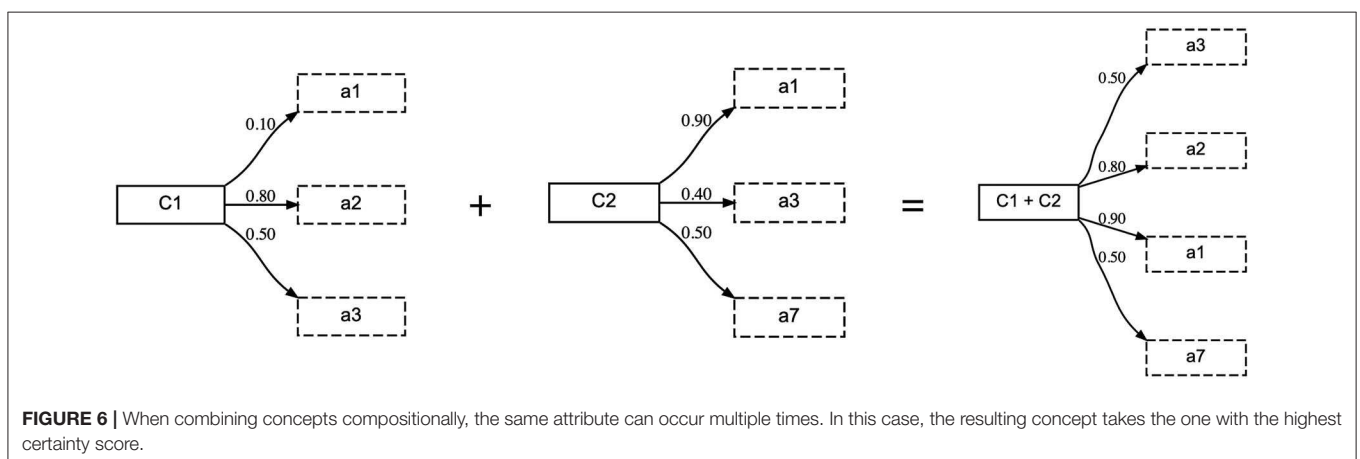 a1
0.10
C1
0.80
a2
0.50
a3
+
a1
0.90
C2
0.40
a3
0.50
a7
=
a3
0.50
a2
0.80
C1 + C2
0.90
a1
0.50
a7
FIGURE 6 | When combining concepts compositionally, the same attribute can occur multiple times. In this case, the resulting concept takes the one with the highest
certainty score.